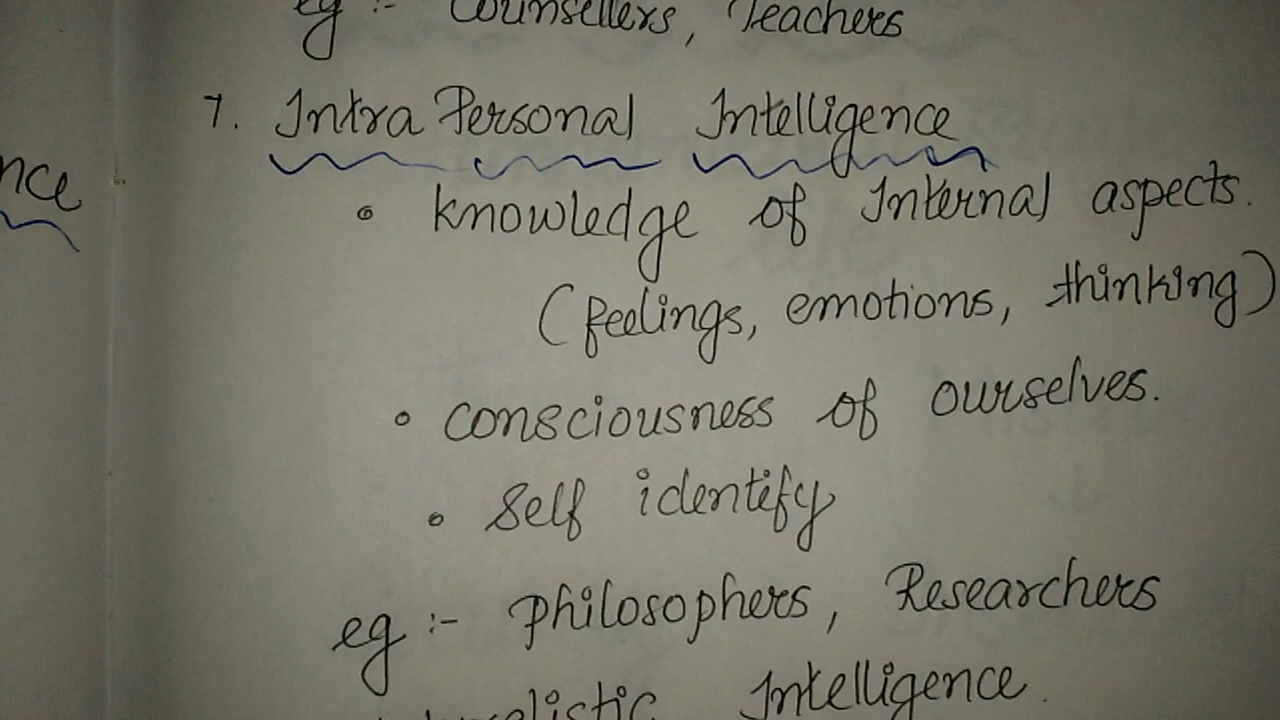 eg :- Counsellers, Teachers
7. Intra Personal Intelligence
nce
• knowledge of Internal aspects.
(feelings, emotions, thinking)
• consciousness of ourselves.
• Self identify
eg :- Philosophers, Researchers
Intelligence.